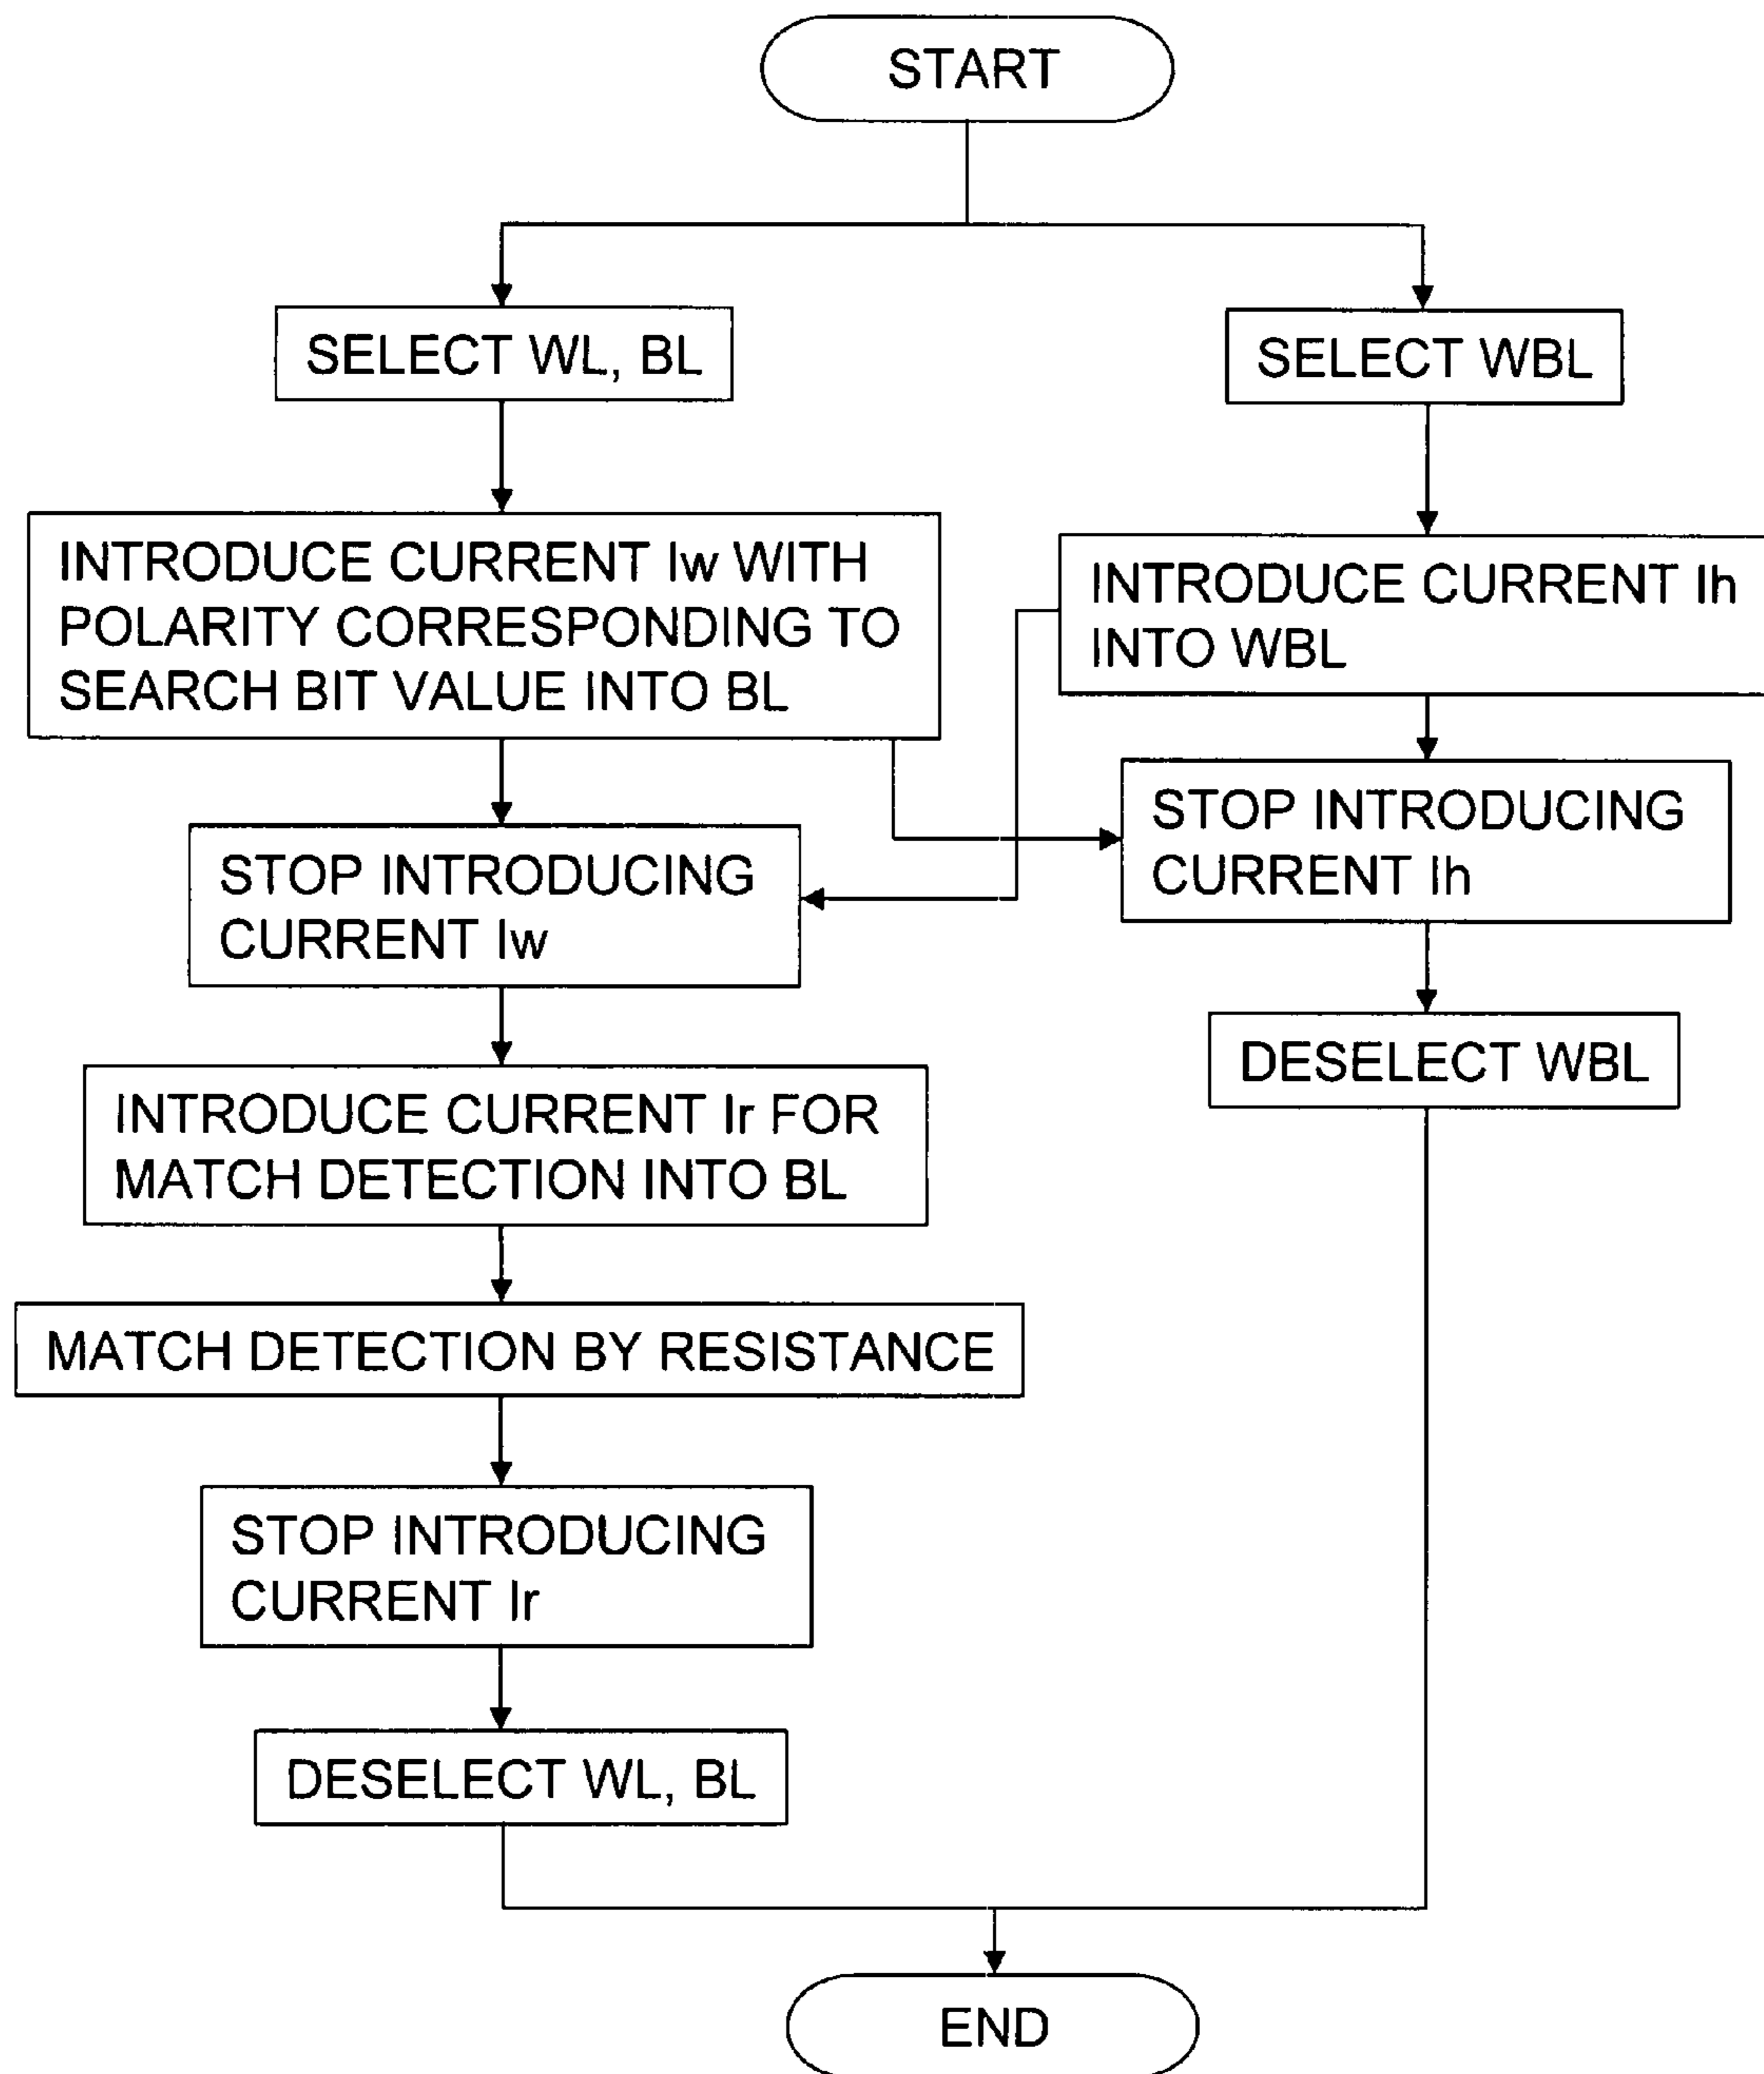 START
SELECT WL, BL
SELECT WBL
INTRODUCE CURRENT Iw WITH
POLARITY CORRESPONDING TO
SEARCH BIT VALUE INTO BL
INTRODUCE CURRENT Ih
INTO WBL
STOP INTRODUCING
CURRENT Iw
STOP INTRODUCING
CURRENT Ih
DESELECT WBL
INTRODUCE CURRENT Ir FOR
MATCH DETECTION INTO BL
MATCH DETECTION BY RESISTANCE
STOP INTRODUCING
CURRENT Ir
DESELECT WL, BL
END